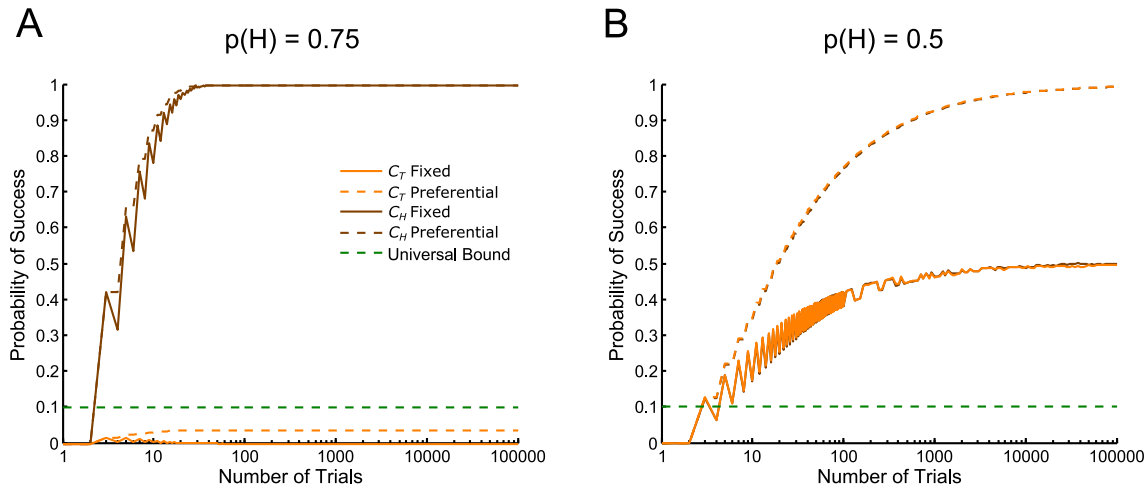 A
p(H) = 0.75
Probability of Success
1
0.9
0.8
0.7
0.6
0.5
0.4
0.3
0.2
0.1
0
1
10
100
1000
10000
100000
Number of Trials
C_T Fixed
C_T Preferential
C_H Fixed
C_H Preferential
Universal Bound
B
p(H) = 0.5
Probability of Success
1
0.9
0.8
0.7
0.6
0.5
0.4
0.3
0.2
0.1
0
1
10
100
1000
10000
100000
Number of Trials